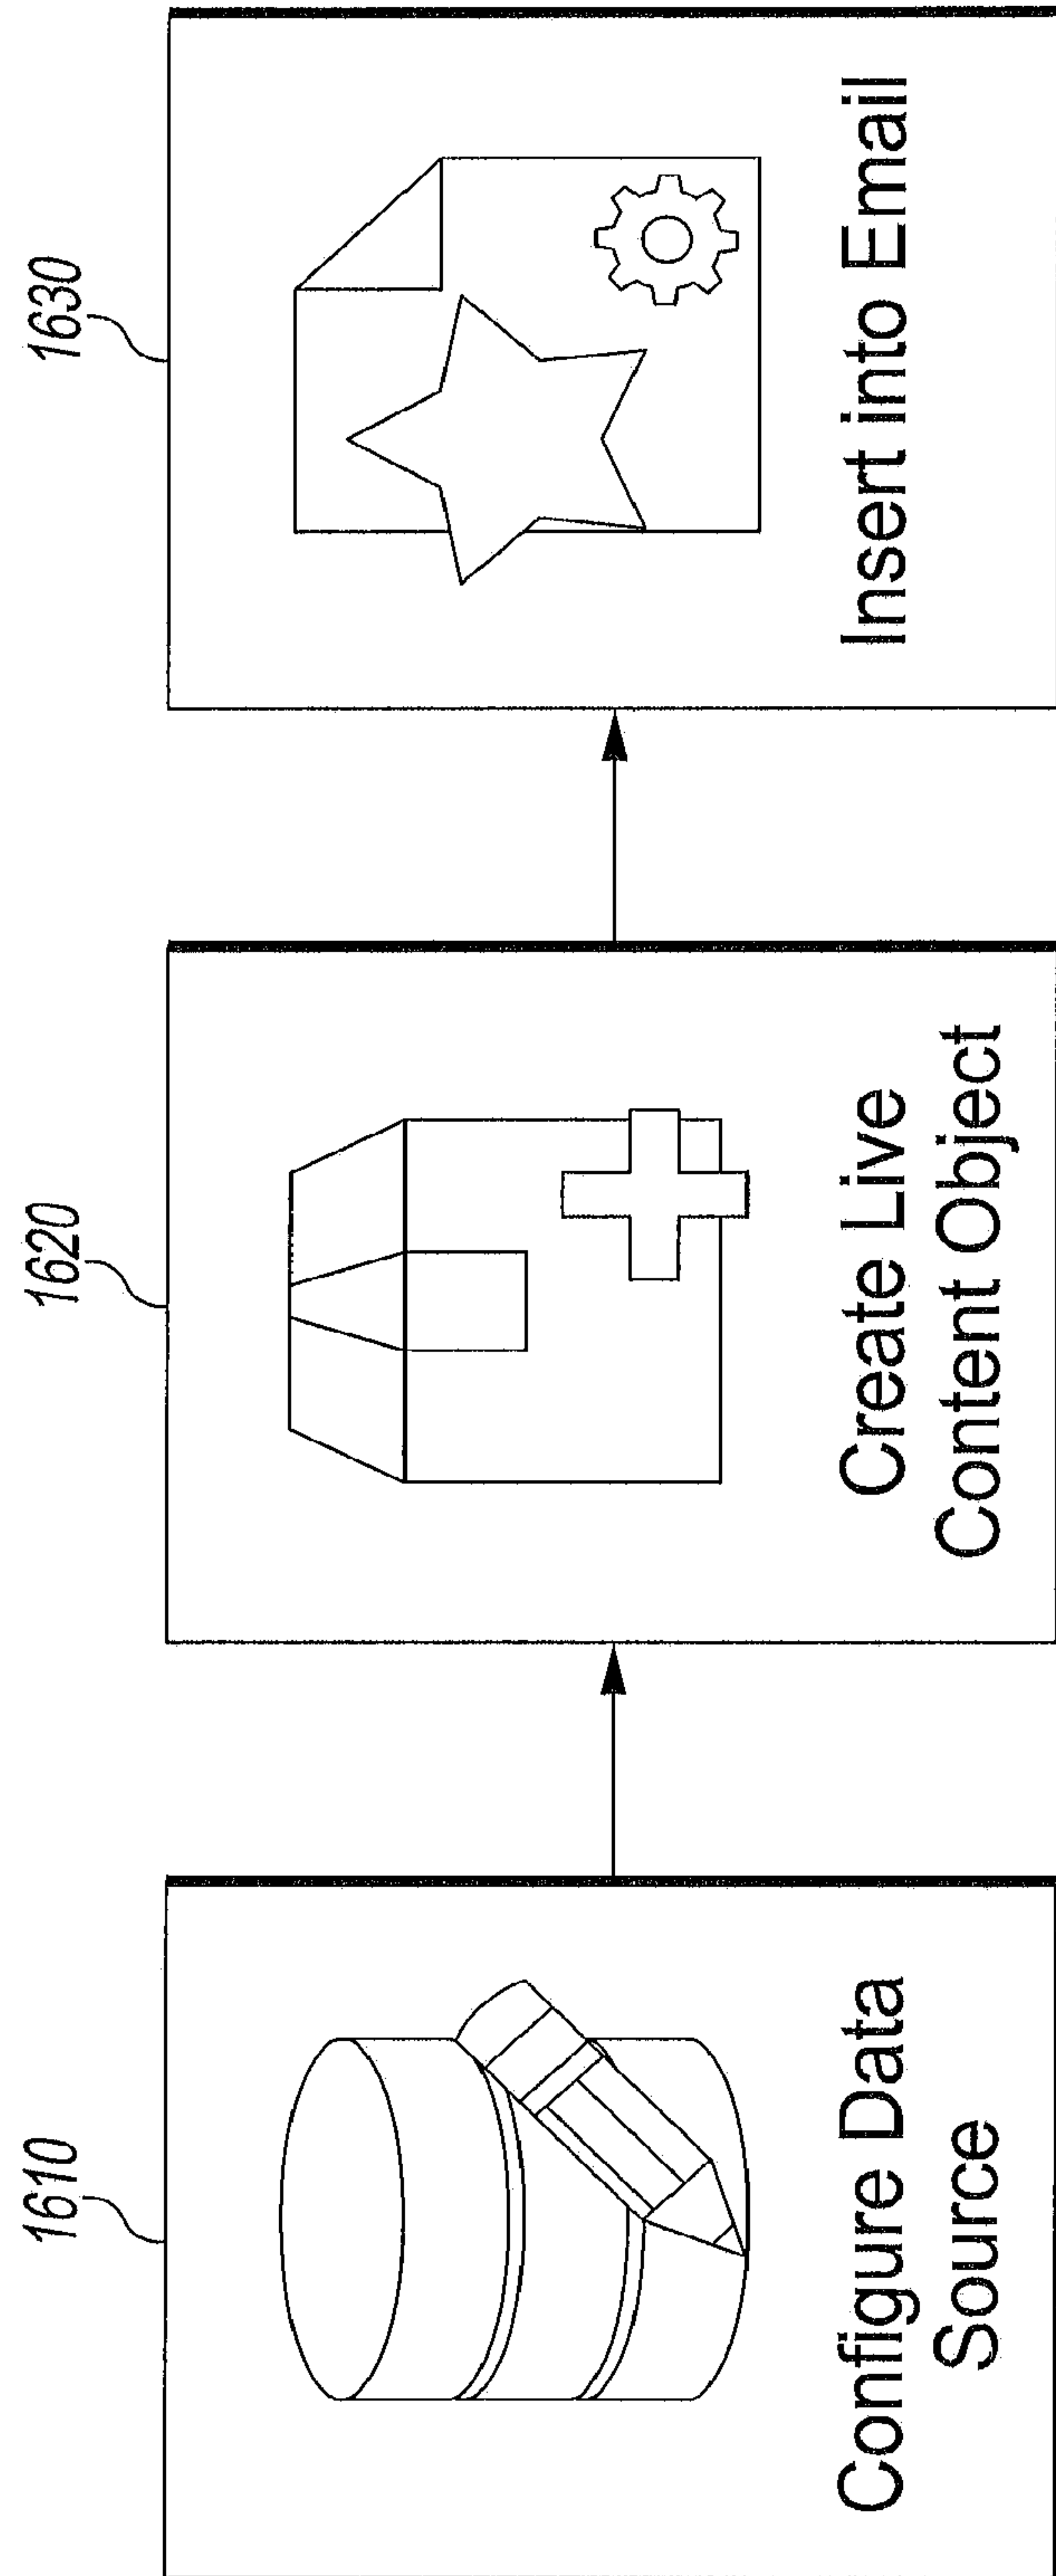 1610
Configure Data
Source
1620
Create Live
Content Object
1630
Insert into Email